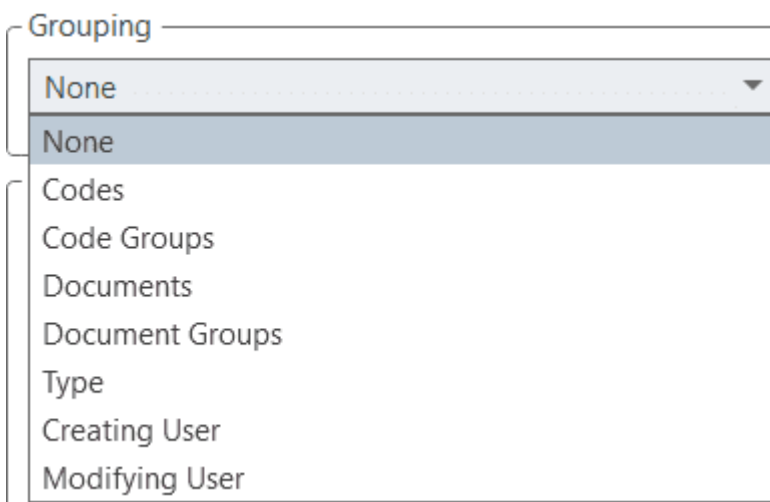 Grouping
None
None
Codes
Code Groups
Documents
Document Groups
Type
Creating User
Modifying User